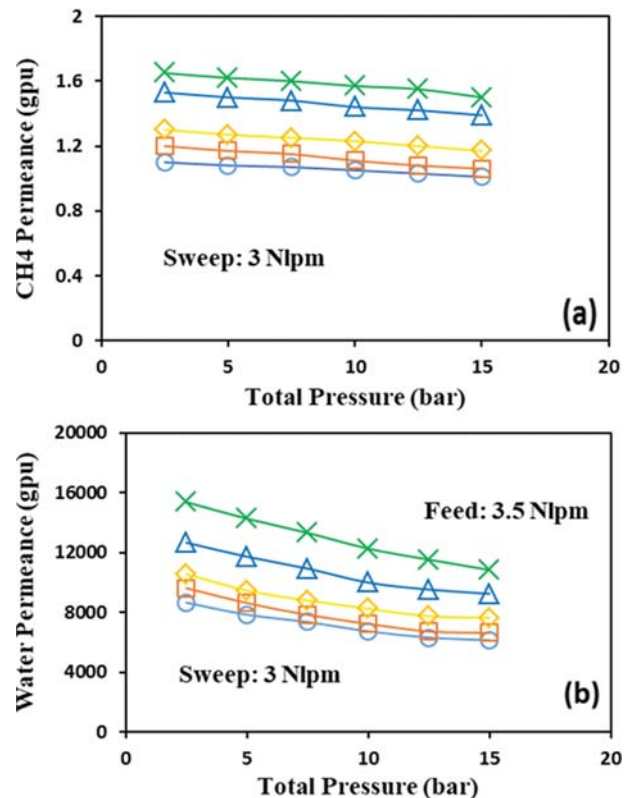 2
1.6
1.2
0.8
0.4
0
CH4 Permeance (gpu)
Sweep: 3 Nlpm
(a)
0 5 10 15 20
Total Pressure (bar)
20000
16000
12000
8000
4000
0
Water Permeance (gpu)
Feed: 3.5 Nlpm
Sweep: 3 Nlpm
(b)
0 5 10 15 20
Total Pressure (bar)